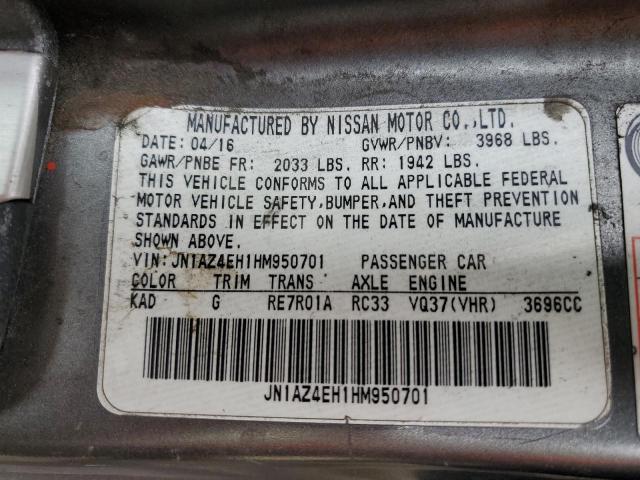 MANUFACTURED BY NISSAN MOTOR CO.,LTD.
DATE: 04/16 GVWR/PNBV: 3968 LBS.
GAWR/PNBE FR: 2033 LBS. RR: 1942 LBS.
THIS VEHICLE CONFORMS TO ALL APPLICABLE FEDERAL
MOTOR VEHICLE SAFETY,BUMPER,AND THEFT PREVENTION
STANDARDS IN EFFECT ON THE DATE OF MANUFACTURE
SHOWN ABOVE.
VIN:JN1AZ4EH1HM950701 PASSENGER CAR
COLOR TRIM TRANS AXLE ENGINE
KAD G RE7R01A RC33 VQ37(VHR) 3696CC
JN1AZ4EH1HM950701